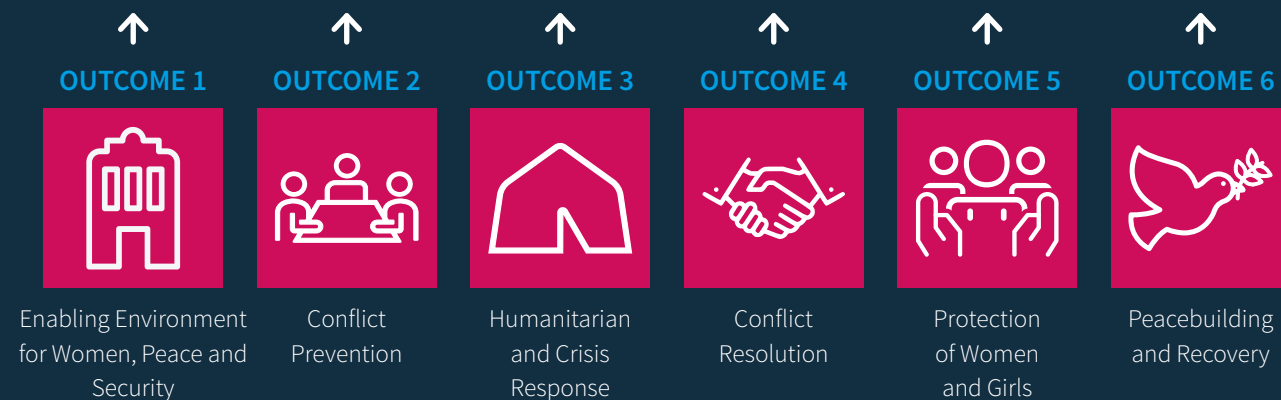 OUTCOME 1
OUTCOME 2
OUTCOME 3
OUTCOME 4
OUTCOME 5
OUTCOME 6
Enabling Environment
for Women, Peace and
Security
Conflict
Prevention
Humanitarian
and Crisis
Response
Conflict
Resolution
Protection
of Women
and Girls
Peacebuilding
and Recovery